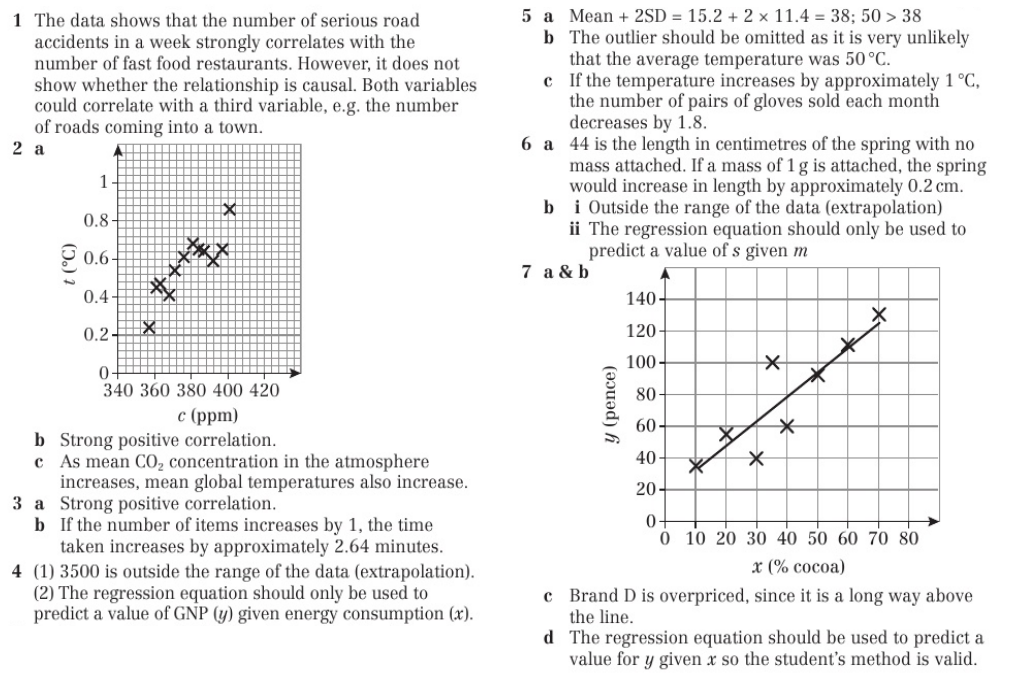 1 The data shows that the number of serious road
accidents in a week strongly correlates with the
number of fast food restaurants. However, it does not
show whether the relationship is causal. Both variables
could correlate with a third variable, e.g. the number
of roads coming into a town.
2 a
1
0.8
0.6
0.4
0.2
0
t (°C)
340 360 380 400 420
c (ppm)
b Strong positive correlation.
c As mean CO₂ concentration in the atmosphere
increases, mean global temperatures also increase.
3 a Strong positive correlation.
b If the number of items increases by 1, the time
taken increases by approximately 2.64 minutes.
4 (1) 3500 is outside the range of the data (extrapolation).
(2) The regression equation should only be used to
predict a value of GNP (y) given energy consumption (x).
5 a Mean + 2SD = 15.2 + 2 × 11.4 = 38; 50 > 38
b The outlier should be omitted as it is very unlikely
that the average temperature was 50 °C.
c If the temperature increases by approximately 1 °C,
the number of pairs of gloves sold each month
decreases by 1.8.
6 a 44 is the length in centimetres of the spring with no
mass attached. If a mass of 1 g is attached, the spring
would increase in length by approximately 0.2 cm.
b i Outside the range of the data (extrapolation)
ii The regression equation should only be used to
predict a value of s given m
7 a & b
140
120
100
80
60
40
20
0
y (pence)
0 10 20 30 40 50 60 70 80
x (% cocoa)
c Brand D is overpriced, since it is a long way above
the line.
d The regression equation should be used to predict a
value for y given x so the student's method is valid.